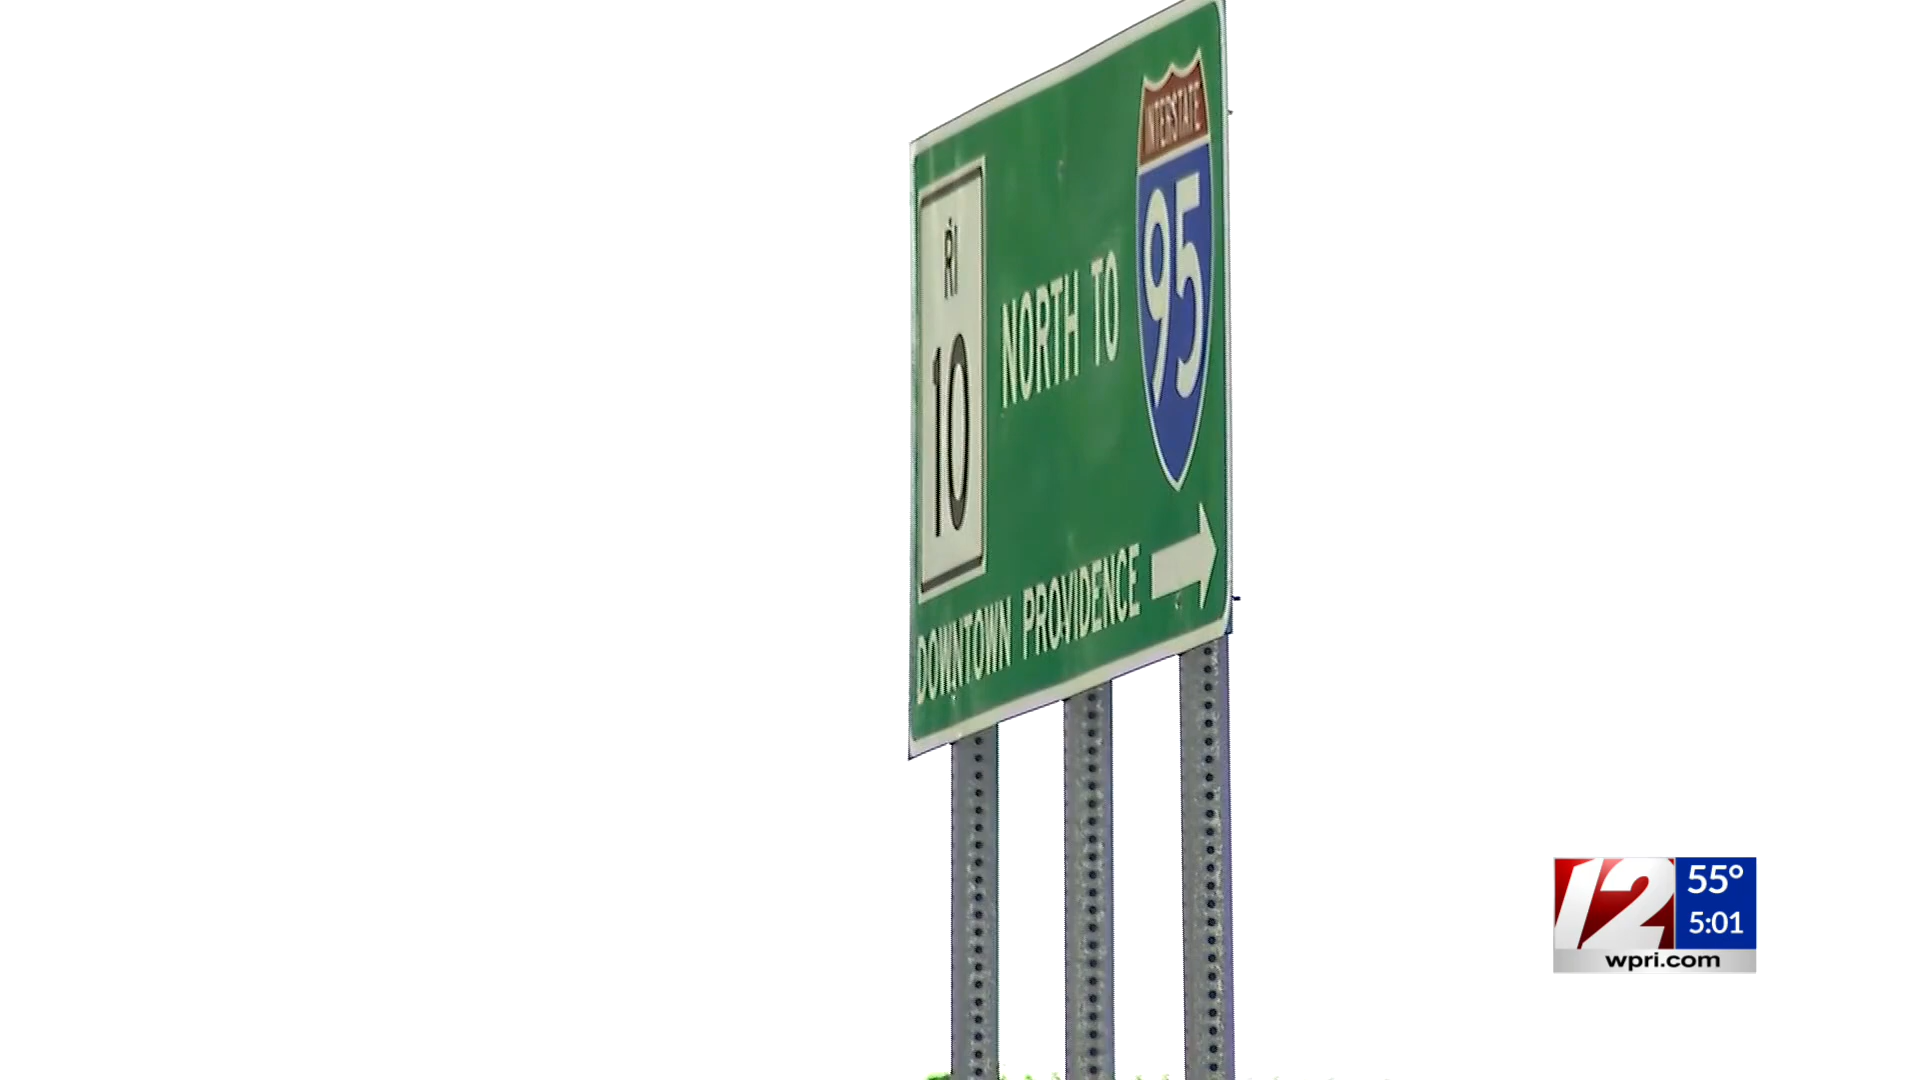 INTERSTATE
RI
10
NORTH TO
95
DOWNTOWN PROVIDENCE
12
55°
5:01
wpri.com